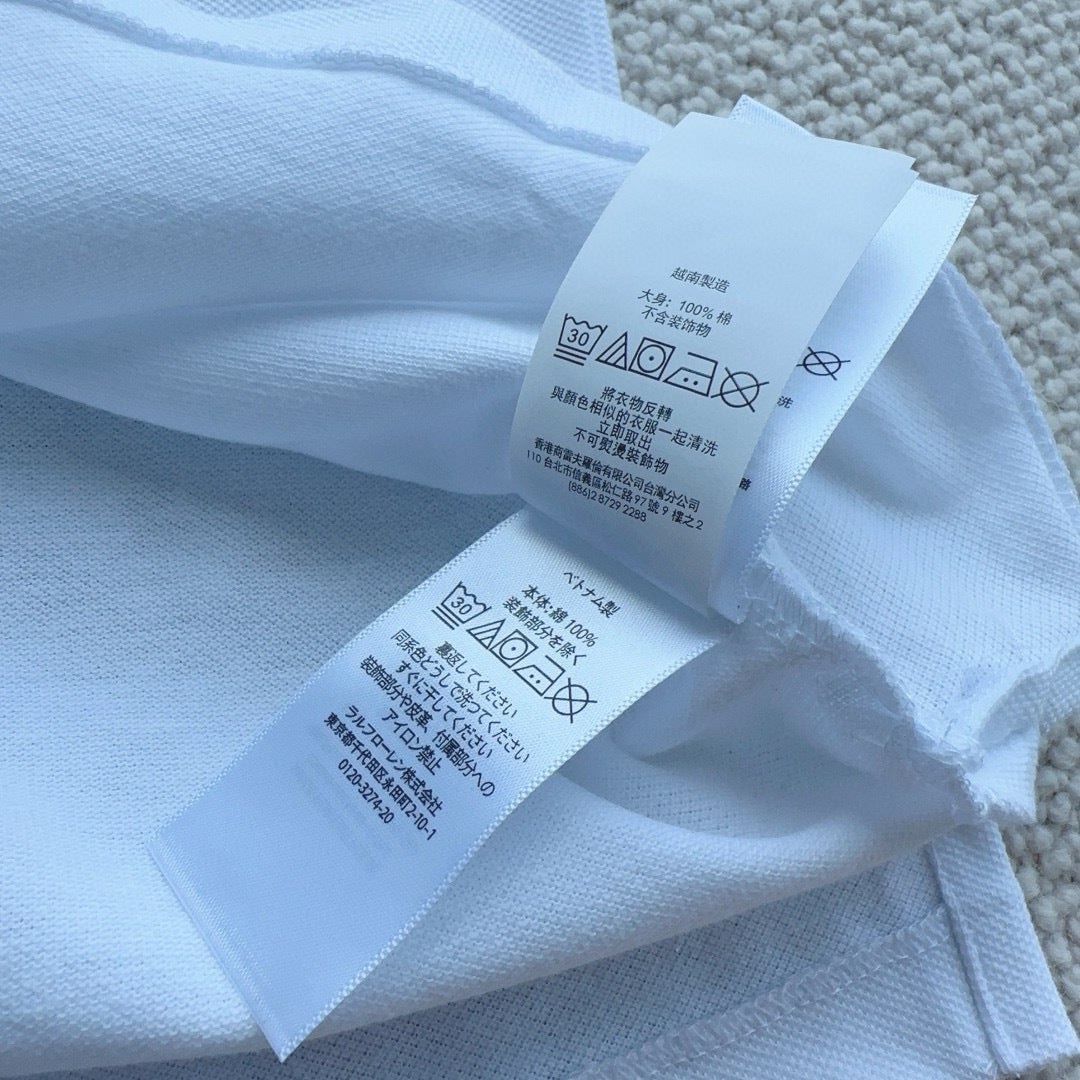 越南製造
大身: 100% 棉
不含装飾物
30
將衣物反轉
與顏色相似的衣服一起清洗
立即取出
不可熨燙裝飾物
香港商雷夫羅倫有限公司台灣分公司
110 台北市信義區松仁路 97 號 9 樓之2
(886)2 8729 2288
洗
路
ベトナム製
本体:綿 100%
装飾部分を除く
30
裏返してください
同系色どうしで洗ってください
すぐに干してください
装飾部分や皮革、付属部分への
アイロン禁止
ラルフローレン株式会社
東京都千代田区永田町2-10-1
0120-3274-20